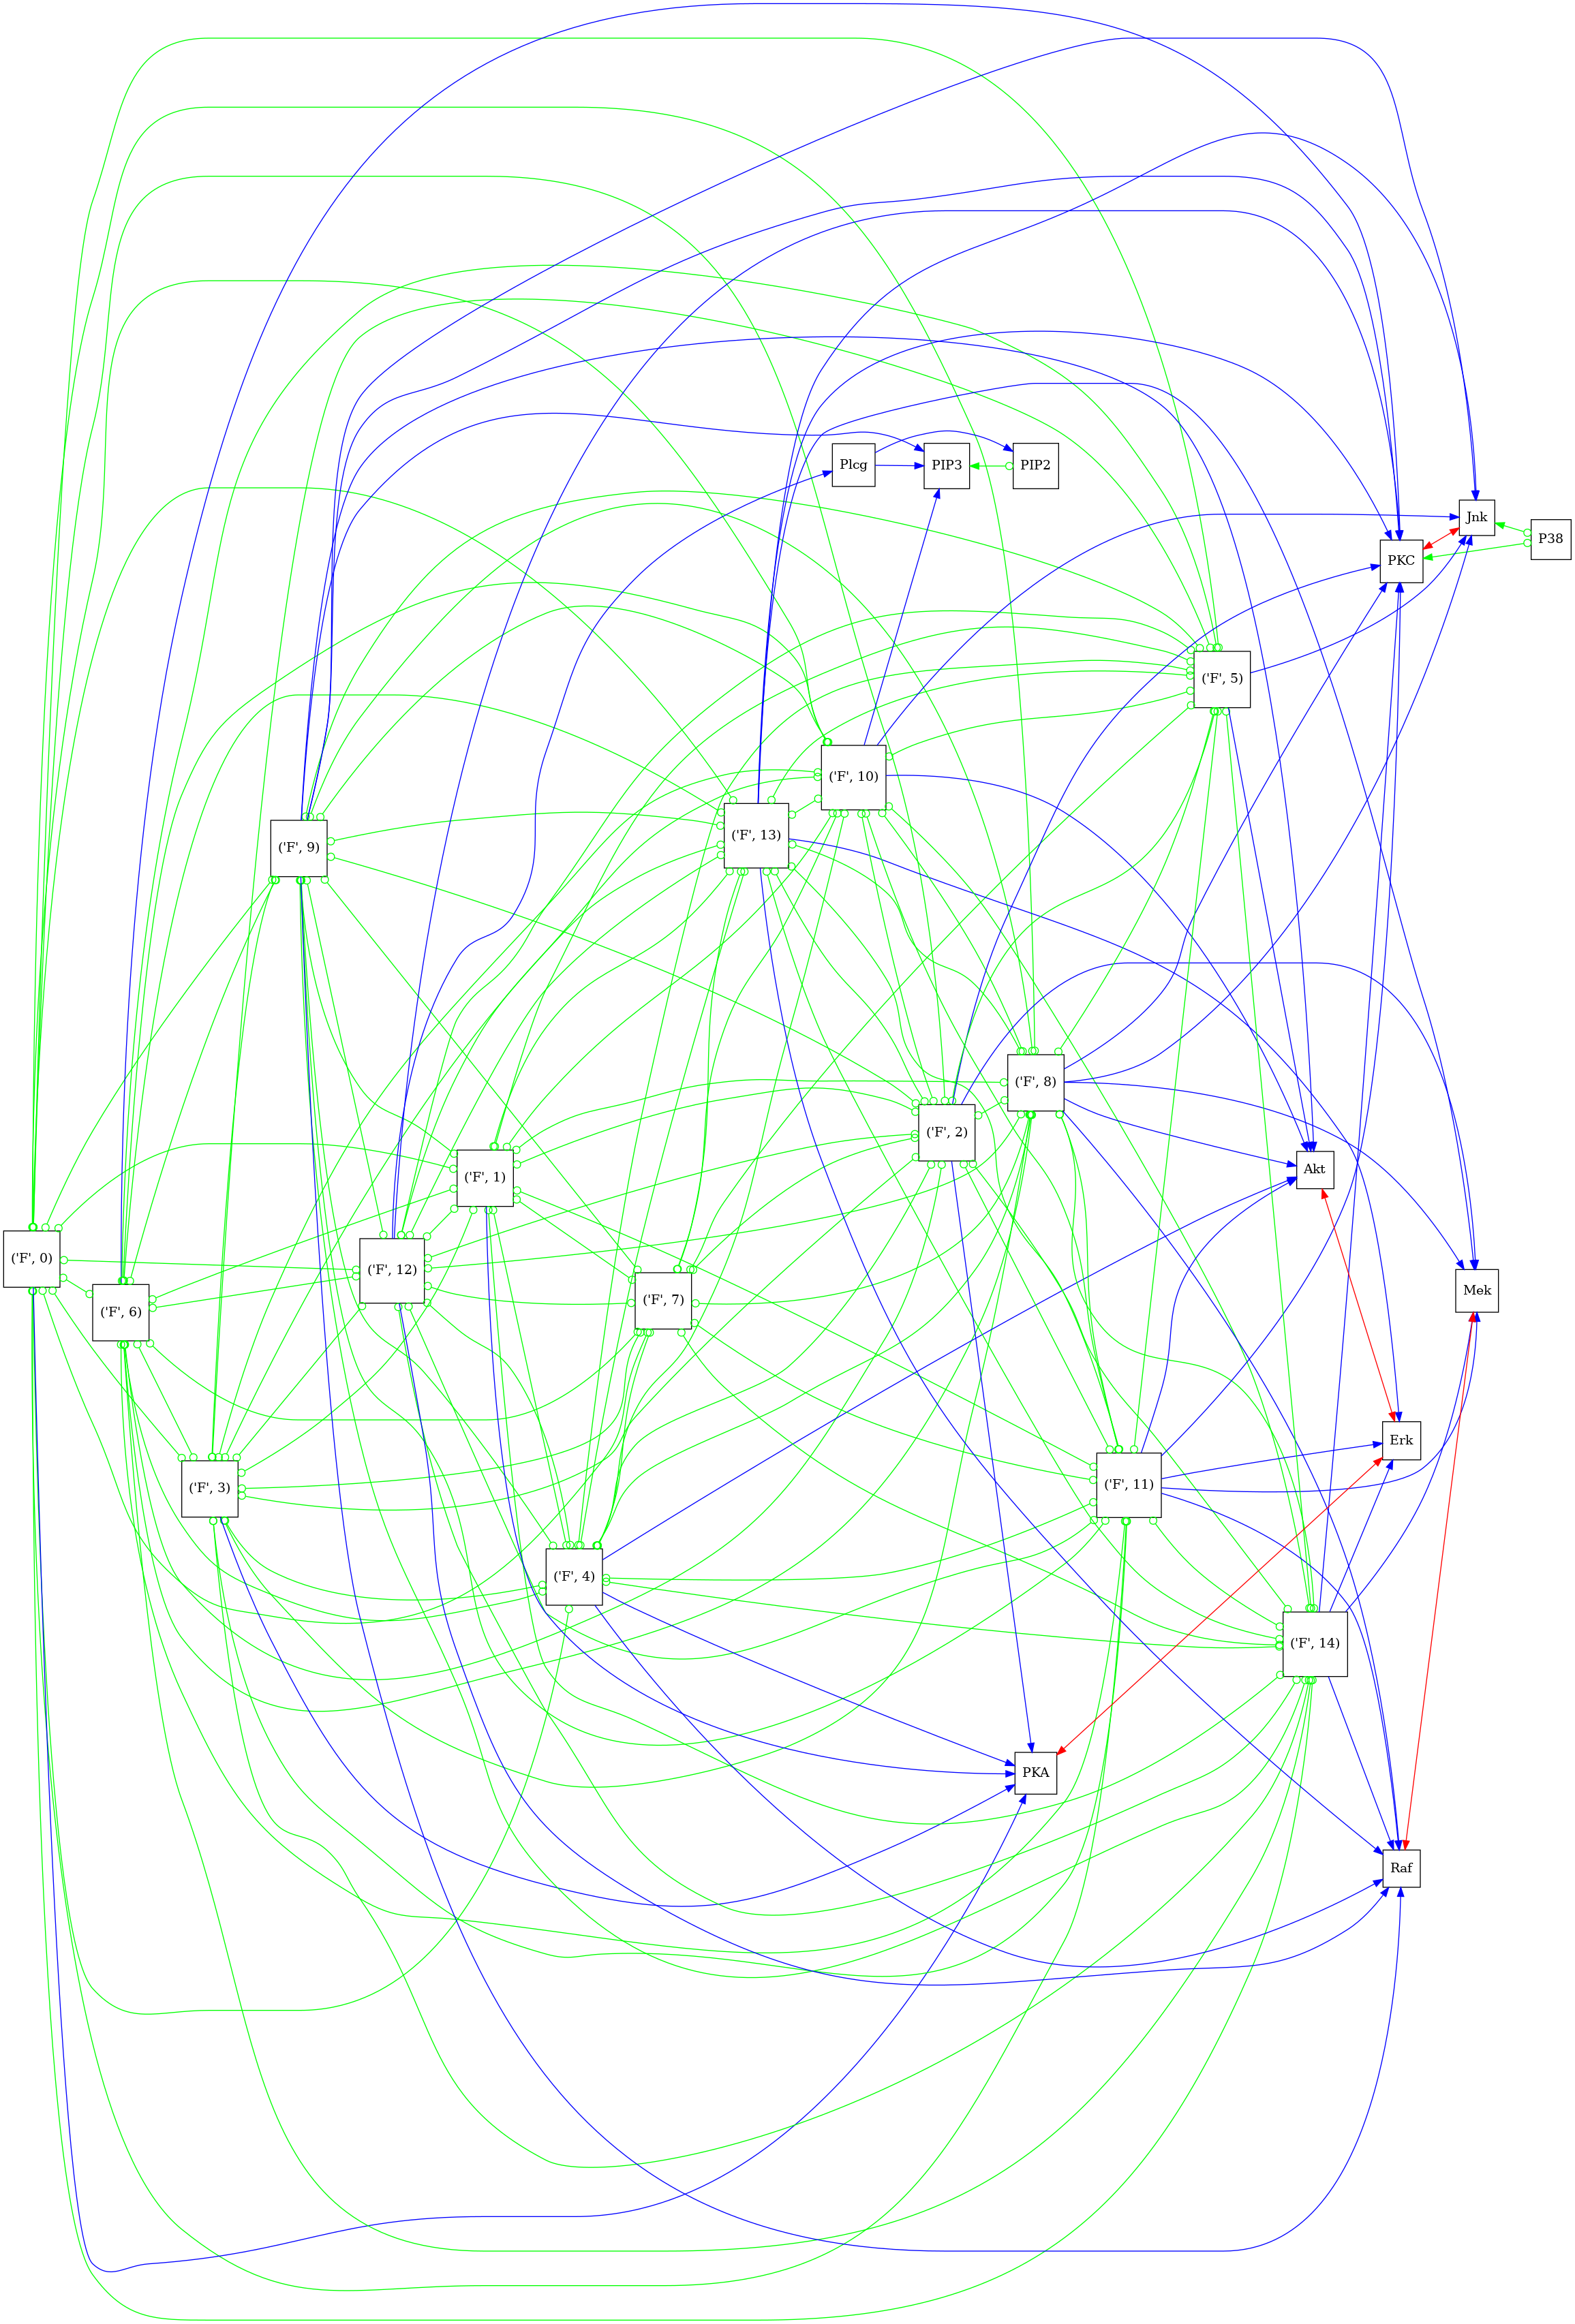 Plcg
PIP3
PIP2
Jnk
P38
PKC
('F', 5)
('F', 10)
('F', 13)
('F', 9)
('F', 8)
('F', 2)
Akt
('F', 1)
('F', 0)
('F', 12)
('F', 6)
('F', 7)
Mek
Erk
('F', 3)
('F', 11)
('F', 4)
('F', 14)
PKA
Raf